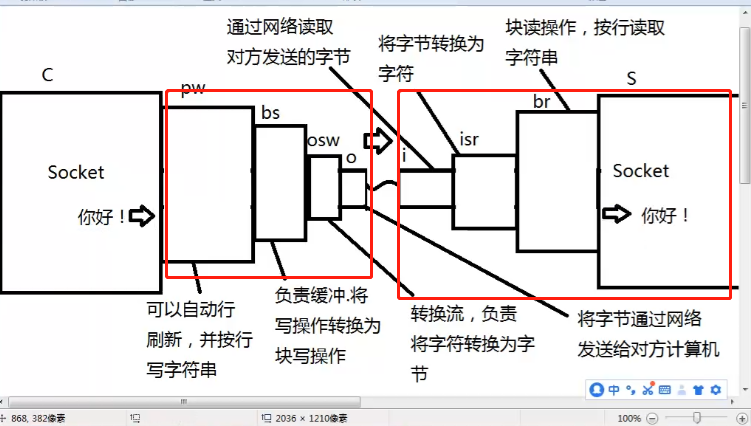 通过网络读取
对方发送的字节
将字节转换为
字符
块读操作，按行读取
字符串
C
pw
bs
osw
o
i
isr
br
S
Socket
你好！
Socket
你好！
可以自动行
刷新，并按行
写字符串
负责缓冲.将
写操作转换为
块写操作
转换流，负责
将字符转换为字
节
将字节通过网络
发送给对方计算机
中
868, 382像素
2036 × 1210像素
100%